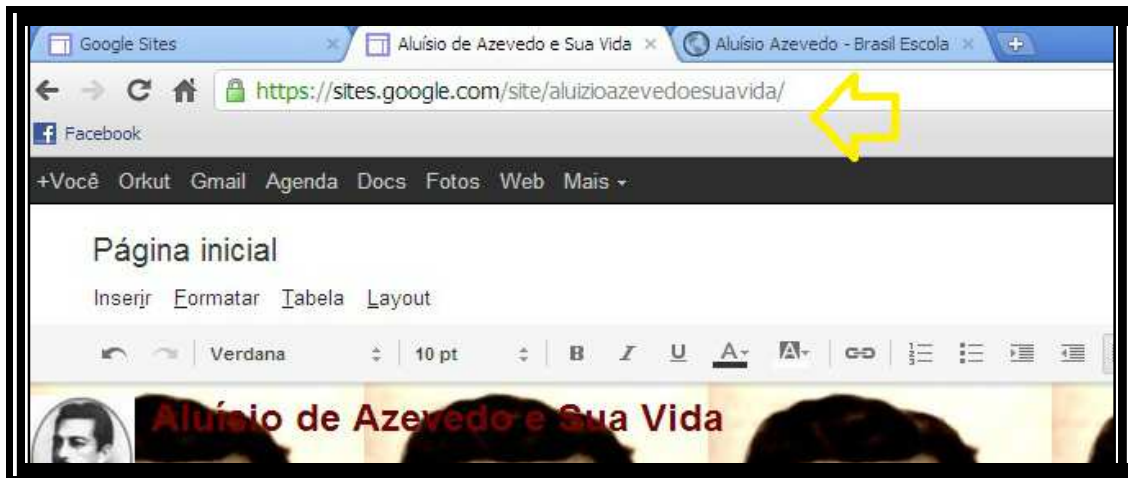 Google Sites Aluísio de Azevedo e Sua Vida Aluísio Azevedo - Brasil Escola
https://sites.google.com/site/aluizioazevedoesuavida/
Facebook
+Você Orkut Gmail Agenda Docs Fotos Web Mais
Página inicial
Inserir Formatar Tabela Layout
Verdana 10 pt B I U A A
Aluísio de Azevedo e Sua Vida